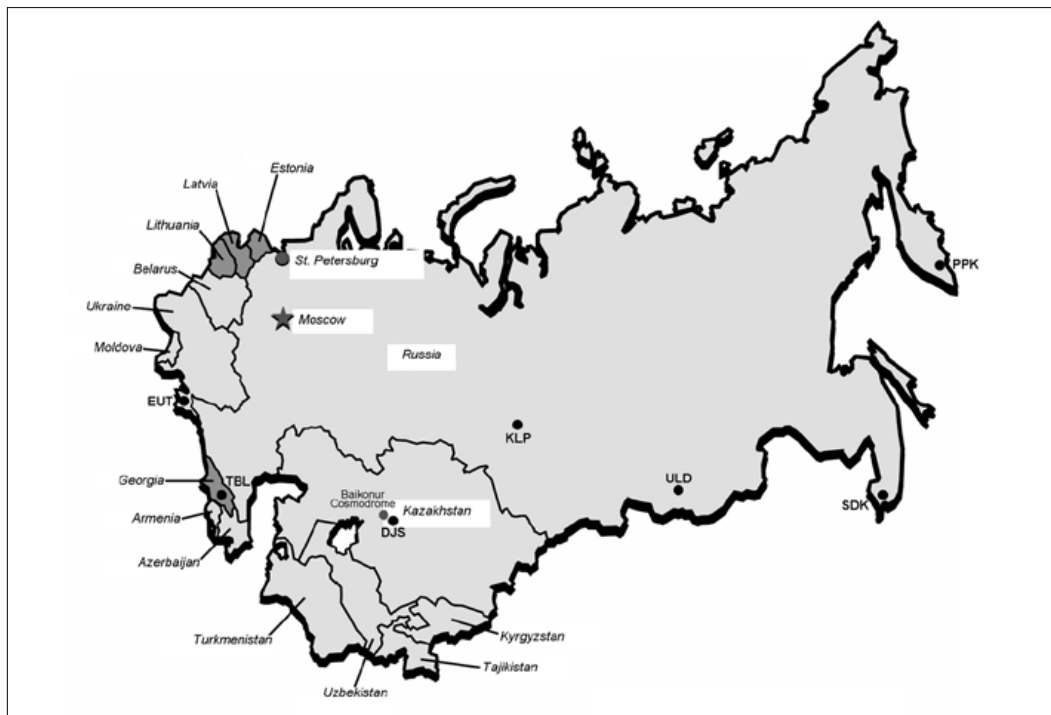 Estonia
Latvia
Lithuania
St. Petersburg
PPK
Belarus
Ukraine
Moscow
Moldova
Russia
EUT
KLP
Georgia
TBL
ULD
Baikonur
Cosmodrome
Kazakhstan
SDK
Armenia
DJS
Azerbaijan
Turkmenistan
Kyrgyzstan
Tajikistan
Uzbekistan